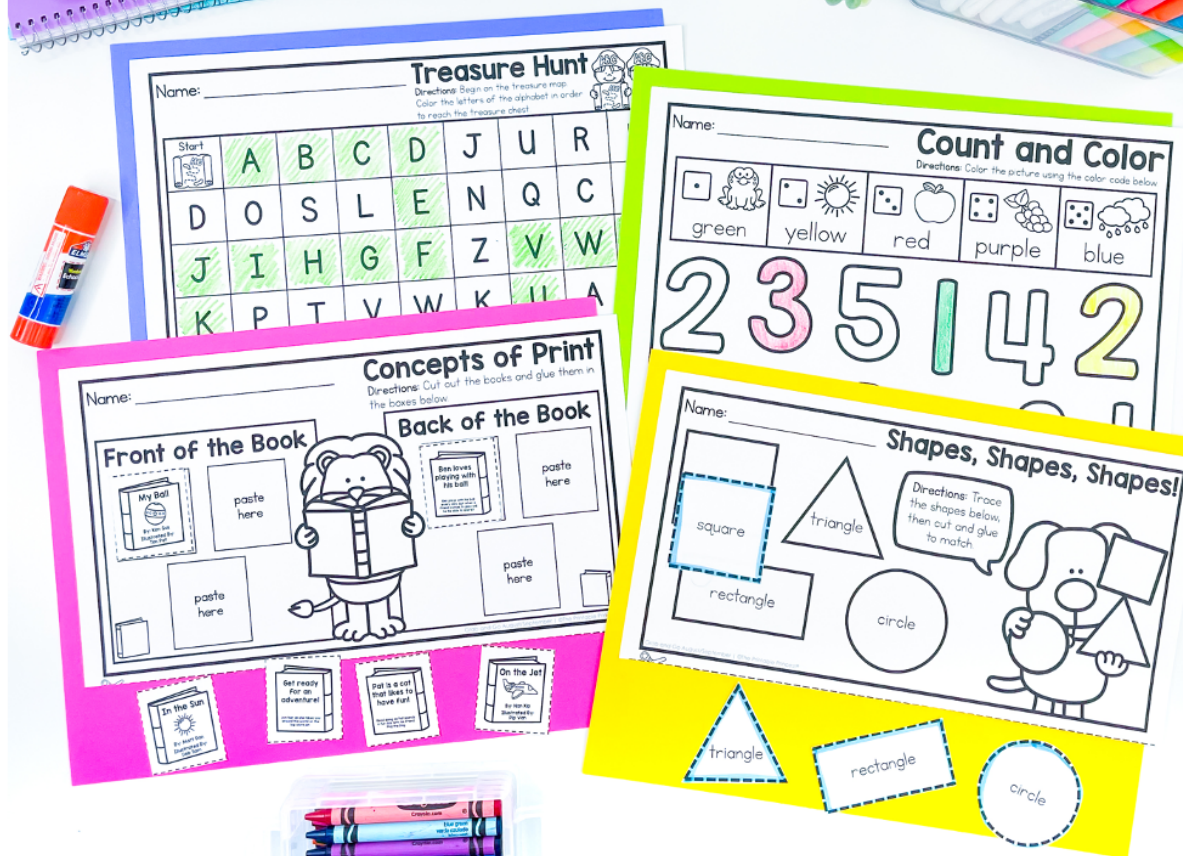 Treasure Hunt
Name:
Directions: Begin on the treasure map.
Color the letters of the alphabet in order
to reach the treasure chest.
Start A B C D J U R
D O S L E N Q C
J I H G F Z V W
K P T V W K U A
Name:
Count and Color
Directions: Color the picture using the color code below.
green yellow red purple blue
2 3 5 1 4 2
Concepts of Print
Name:
Directions: Cut out the books and glue them in
the boxes below.
Front of the Book
Back of the Book
My Ball
paste
here
Ben loves
playing with
his ball!
paste
here
paste
here
paste
here
In the Sun
Get ready
for an
adventure!
Pat is a cat
that likes to
have fun!
On the Jet
Name:
Shapes, Shapes, Shapes!
Directions: Trace
the shapes below,
then cut and glue
to match.
square
triangle
rectangle
circle
triangle
rectangle
circle
ELMER'S
Crayola.com
blue green